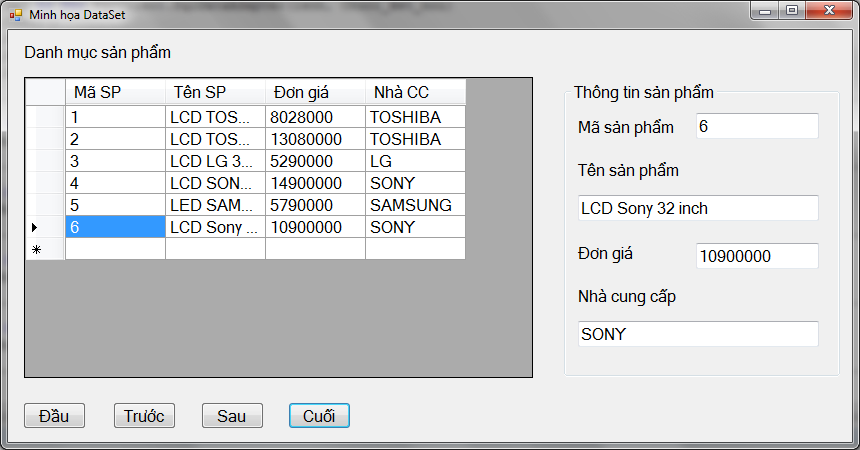 Minh họa DataSet
Danh mục sản phẩm
Mã SP Tên SP Đơn giá Nhà CC
1 LCD TOS... 8028000 TOSHIBA
2 LCD TOS... 13080000 TOSHIBA
3 LCD LG 3... 5290000 LG
4 LCD SON... 14900000 SONY
5 LED SAM... 5790000 SAMSUNG
6 LCD Sony ... 10900000 SONY
Thông tin sản phẩm
Mã sản phẩm 6
Tên sản phẩm
LCD Sony 32 inch
Đơn giá 10900000
Nhà cung cấp
SONY
Đầu Trước Sau Cuối